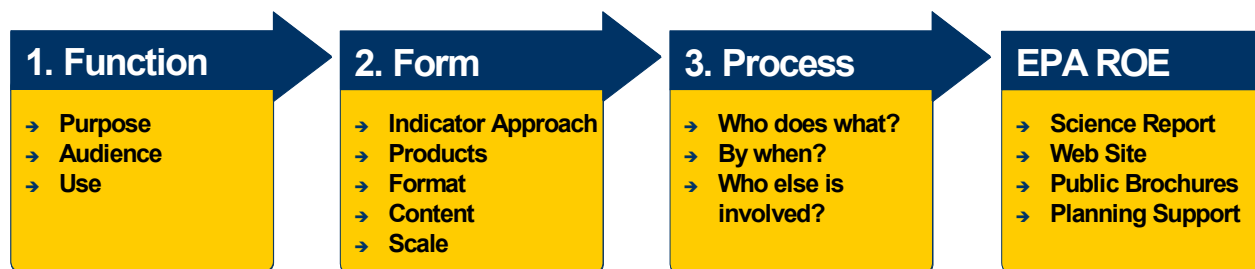 1. Function
Purpose
Audience
Use
2. Form
Indicator Approach
Products
Format
Content
Scale
3. Process
Who does what?
By when?
Who else is
involved?
EPA ROE
Science Report
Web Site
Public Brochures
Planning Support